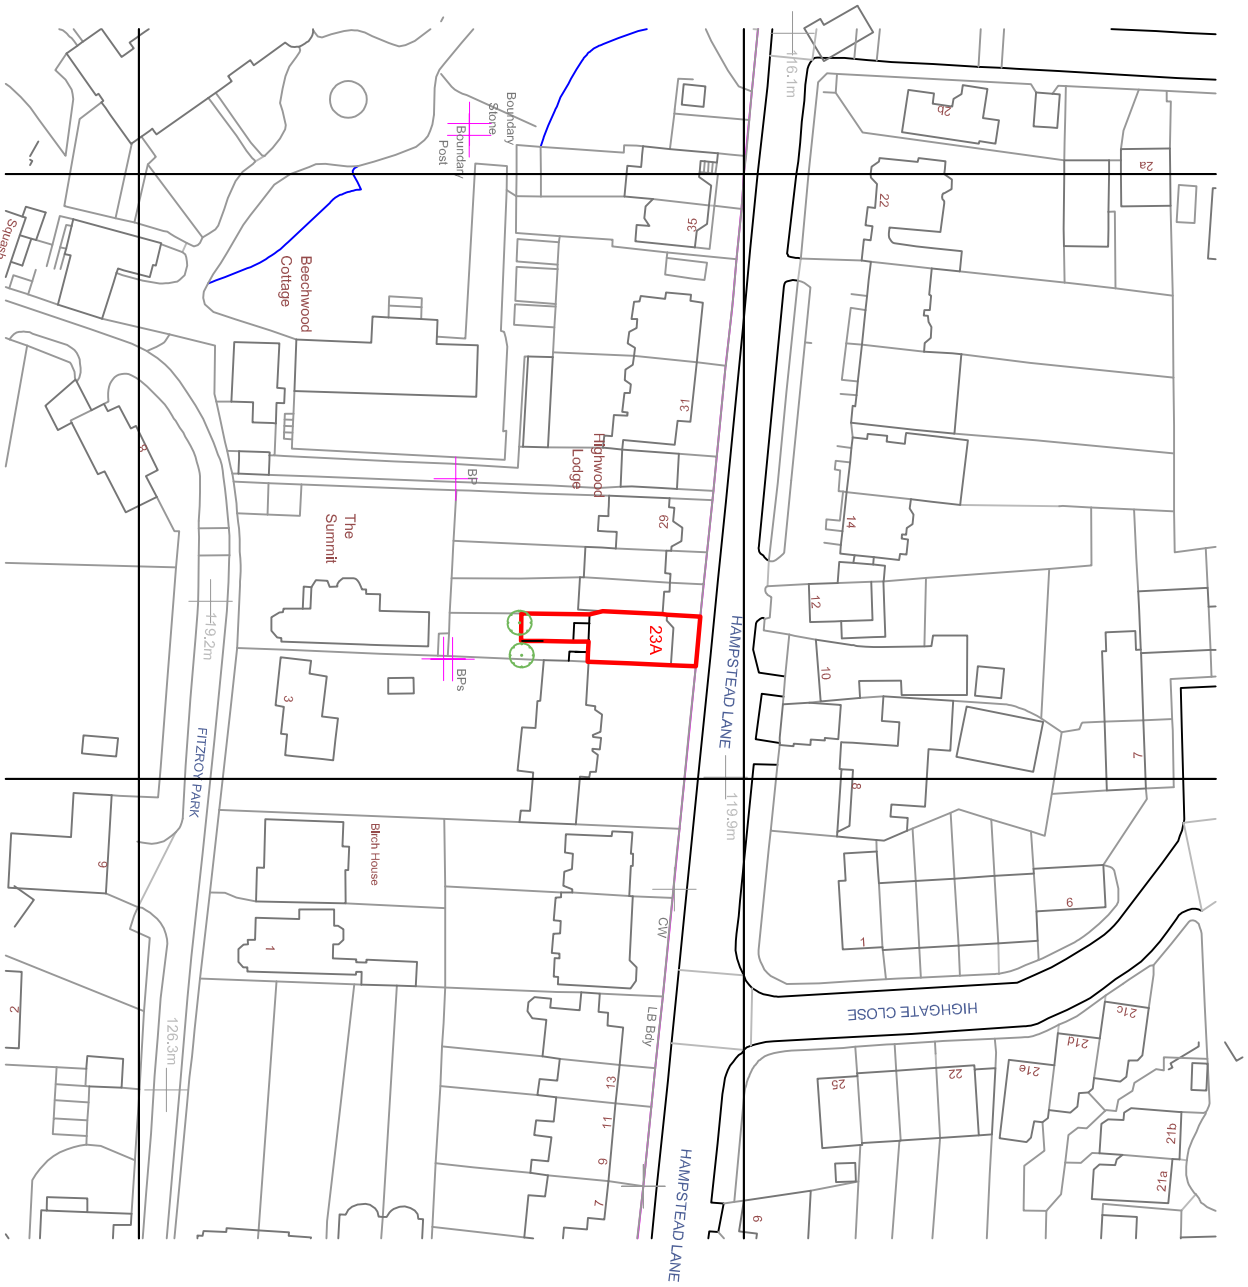 116.1m
2b
2a
Boundary
Stone
Boundary
Post
22
35
Squash
Beechwood
Cottage
31
Highwood
Lodge
8
BP
29
14
The
Summit
12
119.2m
23A
HAMPSTEAD LANE
10
BPs
3
7
FITZROY PARK
8
119.9m
Birch House
9
9
CW
1
1
HIGHGATE CLOSE
LB Bdy
2
21c
21d
21e
22
25
126.3m
13
11
9
7
21b
21a
HAMPSTEAD LANE
9